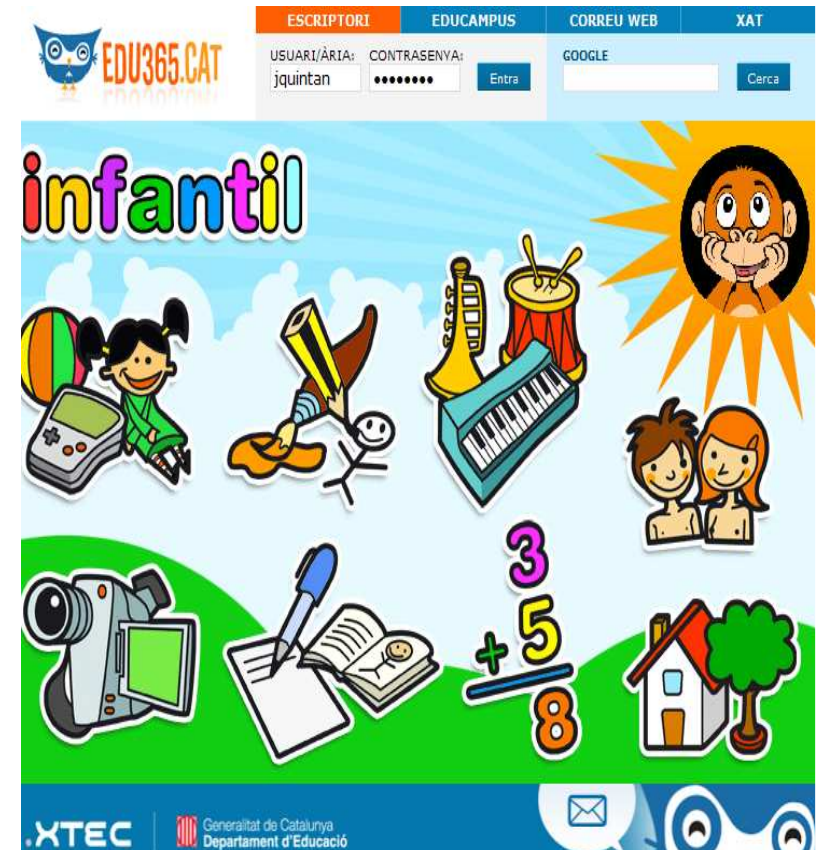 EDU365.CAT
ESCRIPTORI EDUCAMPUS CORREU WEB XAT
USUARI/ÀRIA: CONTRASENYA: GOOGLE
jquintan •••••••• Entra Cerca
infantil
3
+ 5
8
.XTEC
Generalitat de Catalunya
Departament d'Educació